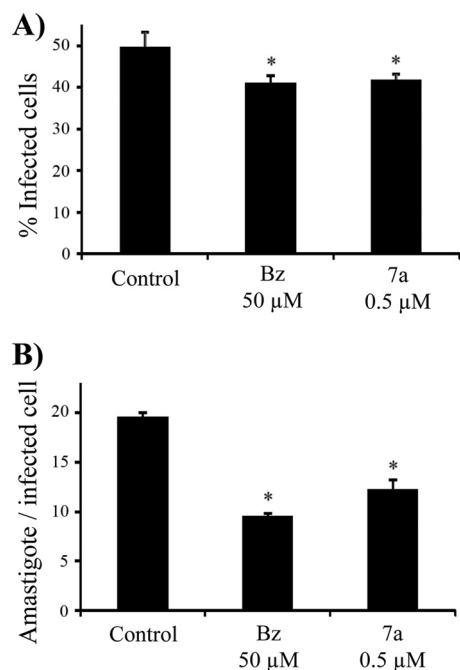 A)
% Infected cells
50
40
30
20
10
0
*
*
Control
Bz
50 µM
7a
0.5 µM
B)
Amastigote / infected cell
20
15
10
5
0
*
*
Control
Bz
50 µM
7a
0.5 µM